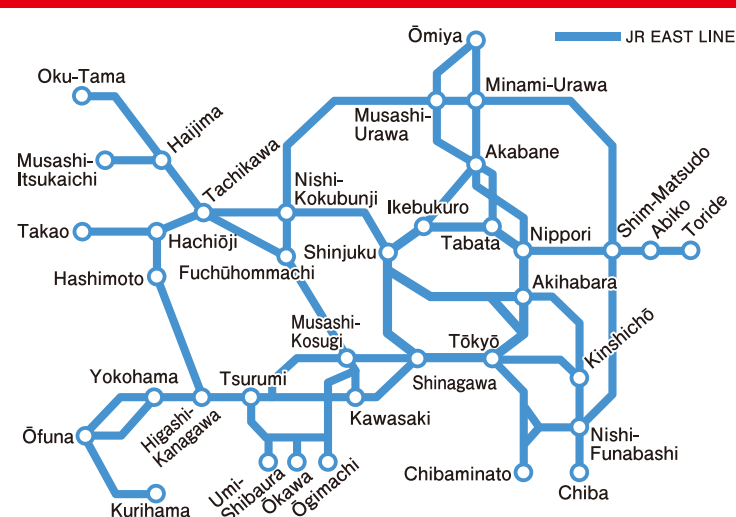 Ōmiya
JR EAST LINE
Oku-Tama
Minami-Urawa
Musashi-
Urawa
Haijima
Musashi-
Itsukaichi
Tachikawa
Akabane
Nishi-
Kokubunji
Ikebukuro
Shim-Matsudo
Abiko
Toride
Takao
Hachiōji
Fuchūhommachi
Shinjuku
Tabata
Nippori
Hashimoto
Akihabara
Musashi-
Kosugi
Tōkyō
Kinshichō
Yokohama
Tsurumi
Shinagawa
Higashi-
Kanagawa
Kawasaki
Ōfuna
Nishi-
Funabashi
Umi-
Shibaura
Ōkawa
Ōgimachi
Chibaminato
Chiba
Kurihama